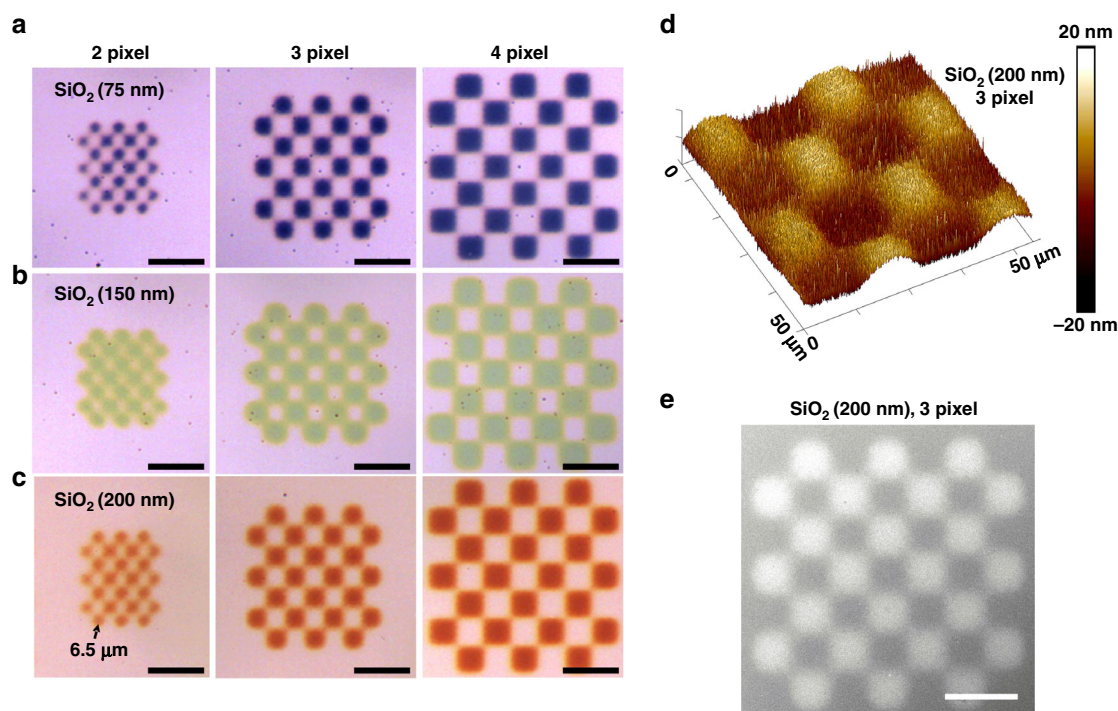 a
2 pixel
3 pixel
4 pixel
SiO2 (75 nm)
b
SiO2 (150 nm)
c
SiO2 (200 nm)
6.5 μm
d
20 nm
SiO2 (200 nm)
3 pixel
0
50 μm
50 μm
0
−20 nm
e
SiO2 (200 nm), 3 pixel